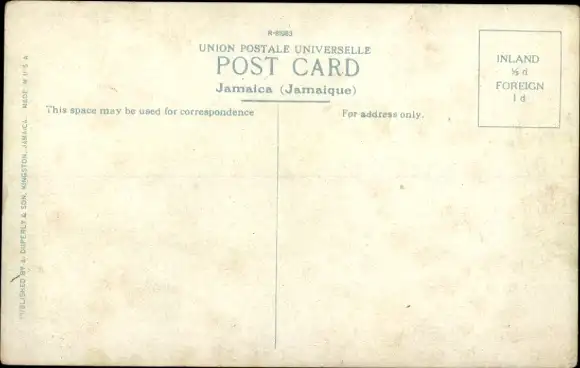 UNION POSTALE UNIVERSELLE
POST CARD
Jamaica (Jamaique)
INLAND
½ d
FOREIGN
1 d
This space may be used for correspondence
For address only.
PUBLISHED BY A. DUPERLY & SON, KINGSTON, JAMAICA. MADE IN U S A